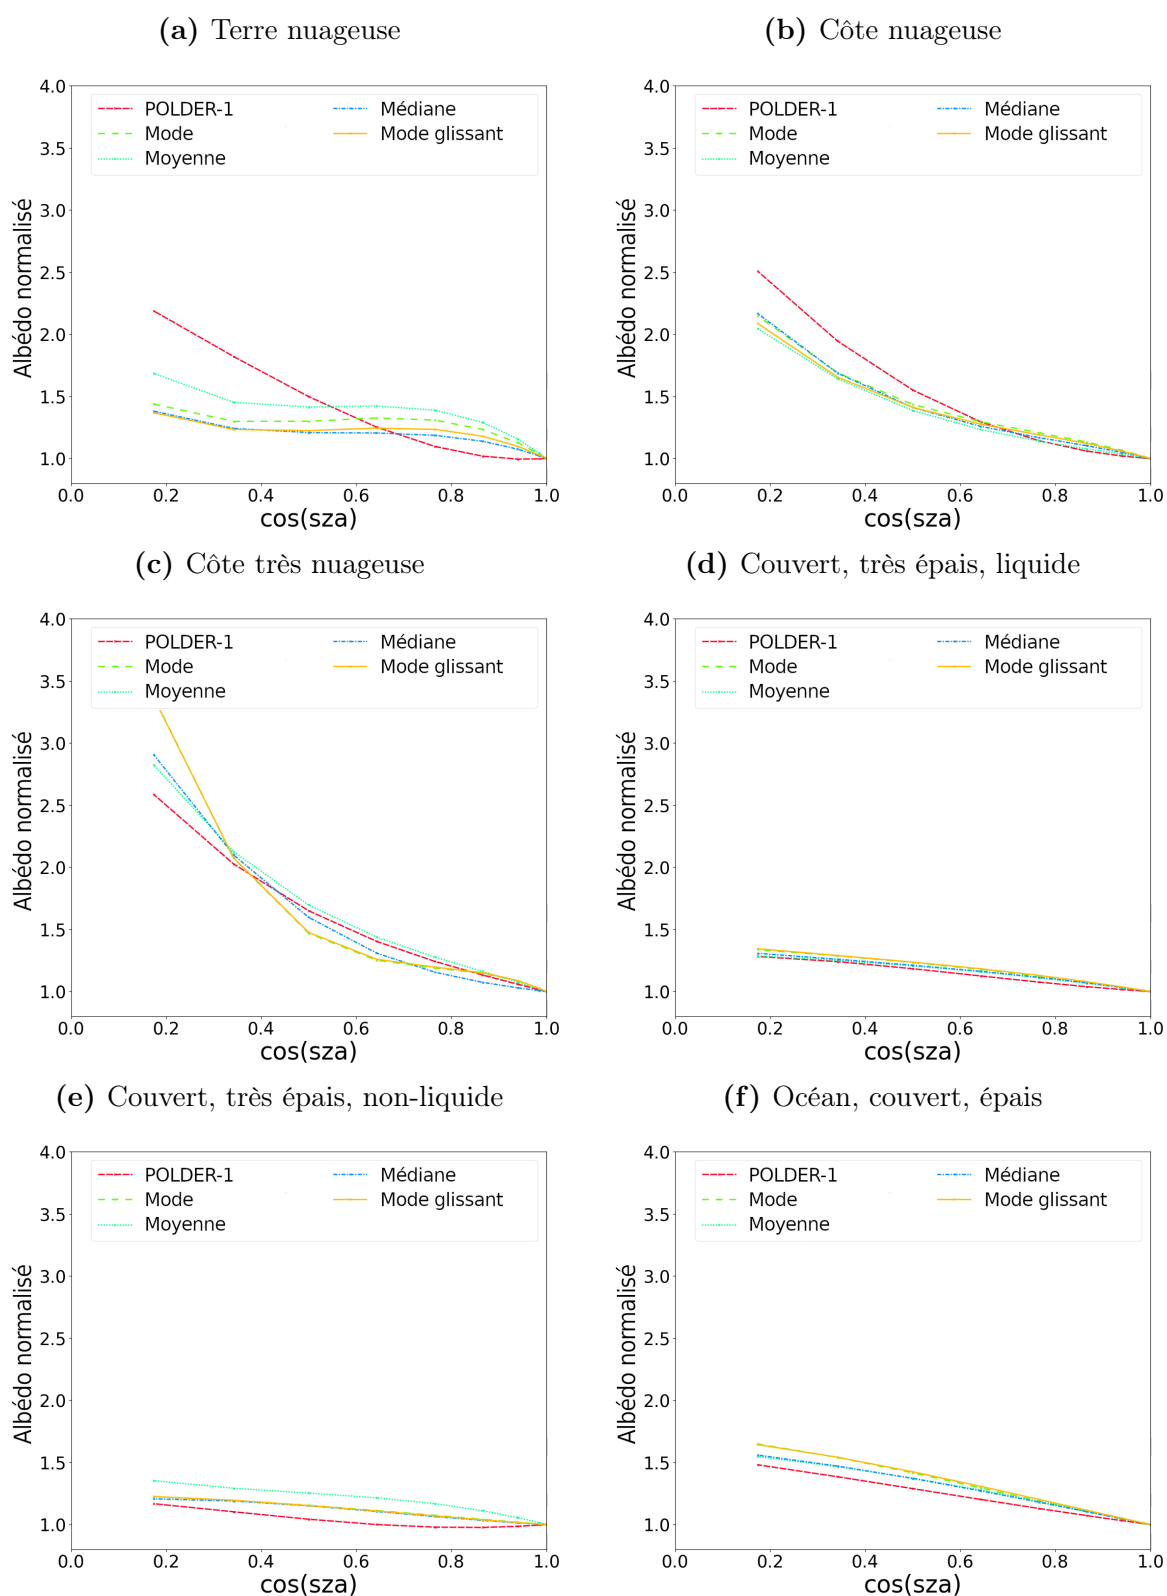 (a) Terre nuageuse
4.0
3.5
3.0
2.5
2.0
1.5
1.0
Albédo normalisé
POLDER-1
Mode
Moyenne
Médiane
Mode glissant
0.0 0.2 0.4 0.6 0.8 1.0
cos(sza)
(b) Côte nuageuse
4.0
3.5
3.0
2.5
2.0
1.5
1.0
Albédo normalisé
POLDER-1
Mode
Moyenne
Médiane
Mode glissant
0.0 0.2 0.4 0.6 0.8 1.0
cos(sza)
(c) Côte très nuageuse
4.0
3.5
3.0
2.5
2.0
1.5
1.0
Albédo normalisé
POLDER-1
Mode
Moyenne
Médiane
Mode glissant
0.0 0.2 0.4 0.6 0.8 1.0
cos(sza)
(d) Couvert, très épais, liquide
4.0
3.5
3.0
2.5
2.0
1.5
1.0
Albédo normalisé
POLDER-1
Mode
Moyenne
Médiane
Mode glissant
0.0 0.2 0.4 0.6 0.8 1.0
cos(sza)
(e) Couvert, très épais, non-liquide
4.0
3.5
3.0
2.5
2.0
1.5
1.0
Albédo normalisé
POLDER-1
Mode
Moyenne
Médiane
Mode glissant
0.0 0.2 0.4 0.6 0.8 1.0
cos(sza)
(f) Océan, couvert, épais
4.0
3.5
3.0
2.5
2.0
1.5
1.0
Albédo normalisé
POLDER-1
Mode
Moyenne
Médiane
Mode glissant
0.0 0.2 0.4 0.6 0.8 1.0
cos(sza)